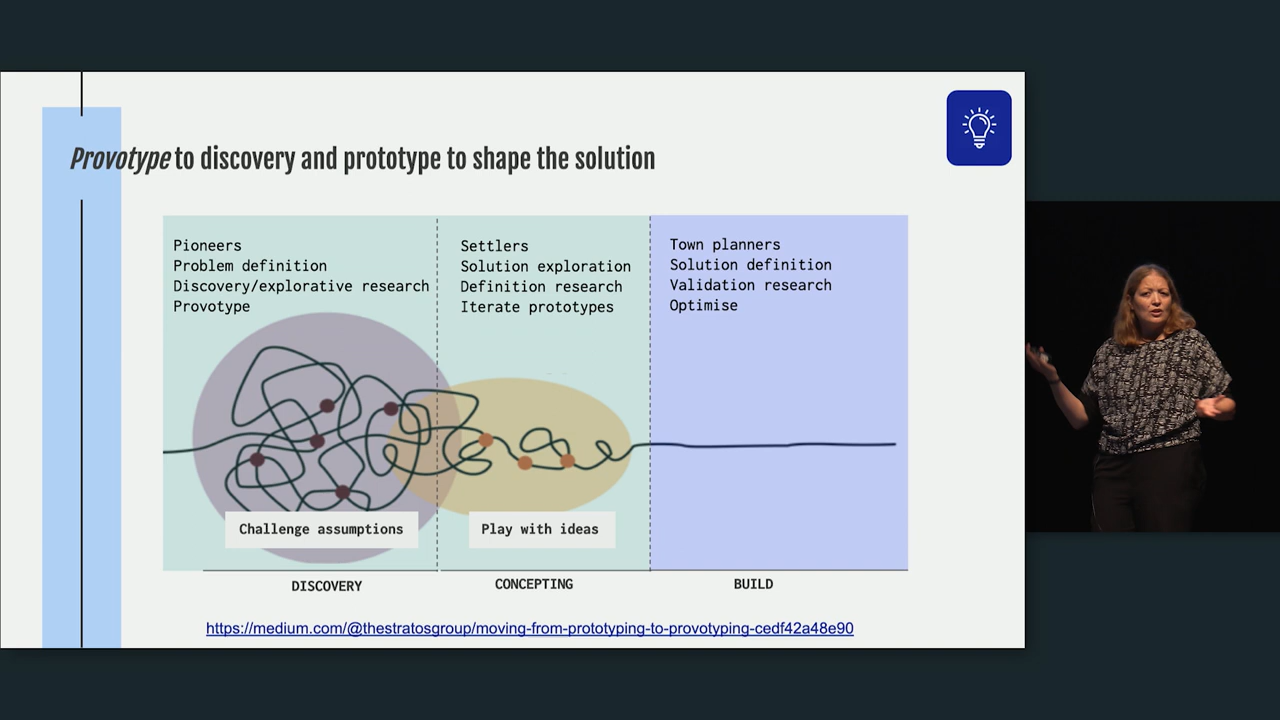 Provotype to discovery and prototype to shape the solution
Pioneers
Problem definition
Discovery/explorative research
Provotype
Settlers
Solution exploration
Definition research
Iterate prototypes
Town planners
Solution definition
Validation research
Optimise
Challenge assumptions
Play with ideas
DISCOVERY
CONCEPTING
BUILD
https://medium.com/@thestratosgroup/moving-from-prototyping-to-provotyping-cedf42a48e90